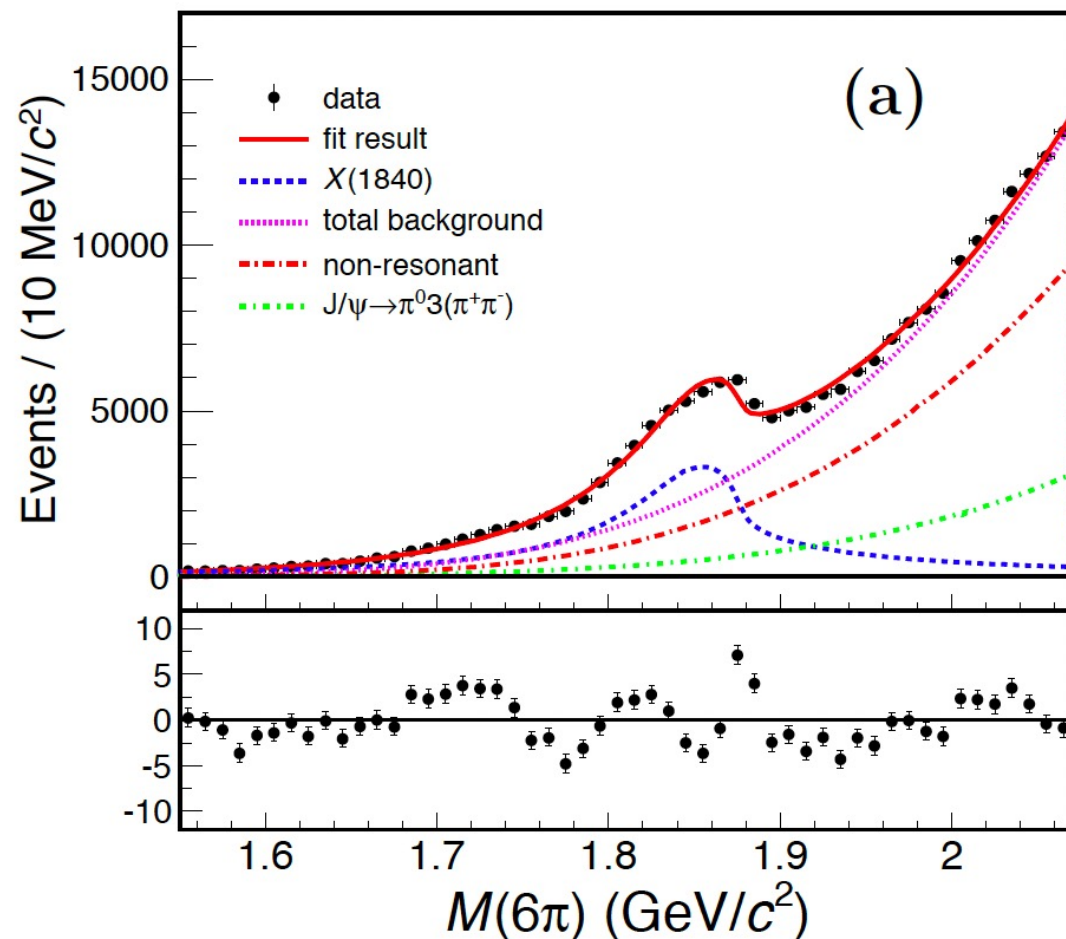 15000
10000
5000
0
Events / (10 MeV/c²)
(a)
data
fit result
X(1840)
total background
non-resonant
J/ψ→π⁰3(π⁺π⁻)
10
5
0
-5
-10
1.6 1.7 1.8 1.9 2
M(6π) (GeV/c²)